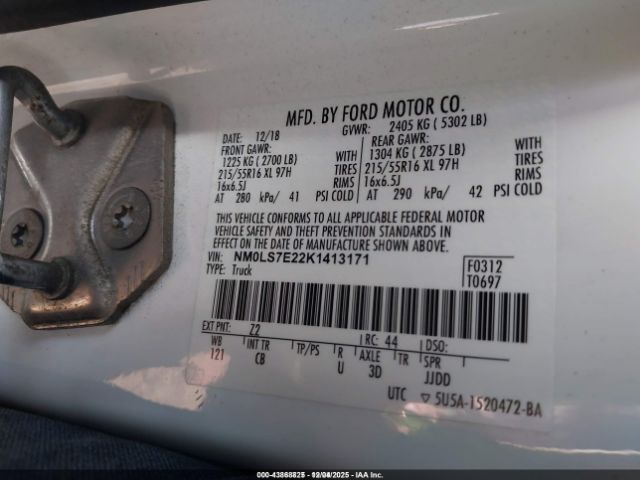 MFD. BY FORD MOTOR CO.
DATE: 12/18 GVWR: 2405 KG ( 5302 LB)
FRONT GAWR: REAR GAWR:
1225 KG ( 2700 LB) WITH 1304 KG ( 2875 LB) WITH
215/55R16 XL 97H TIRES 215/55R16 XL 97H TIRES
16x6.5J RIMS 16x6.5J RIMS
AT 280 kPa/ 41 PSI COLD AT 290 kPa/ 42 PSI COLD
THIS VEHICLE CONFORMS TO ALL APPLICABLE FEDERAL MOTOR
VEHICLE SAFETY AND THEFT PREVENTION STANDARDS IN
EFFECT ON THE DATE OF MANUFACTURE SHOWN ABOVE.
VIN: NM0LS7E22K1413171
TYPE: Truck
F0312
T0697
EXT PNT: Z2 RC: 44 DSO:
WB INT TR TP/PS R AXLE TR SPR
121 CB U 3D JJDD
UTC ▽ 5U5A-1520472-BA
000-43868825 12/04/2025 IAA Inc.